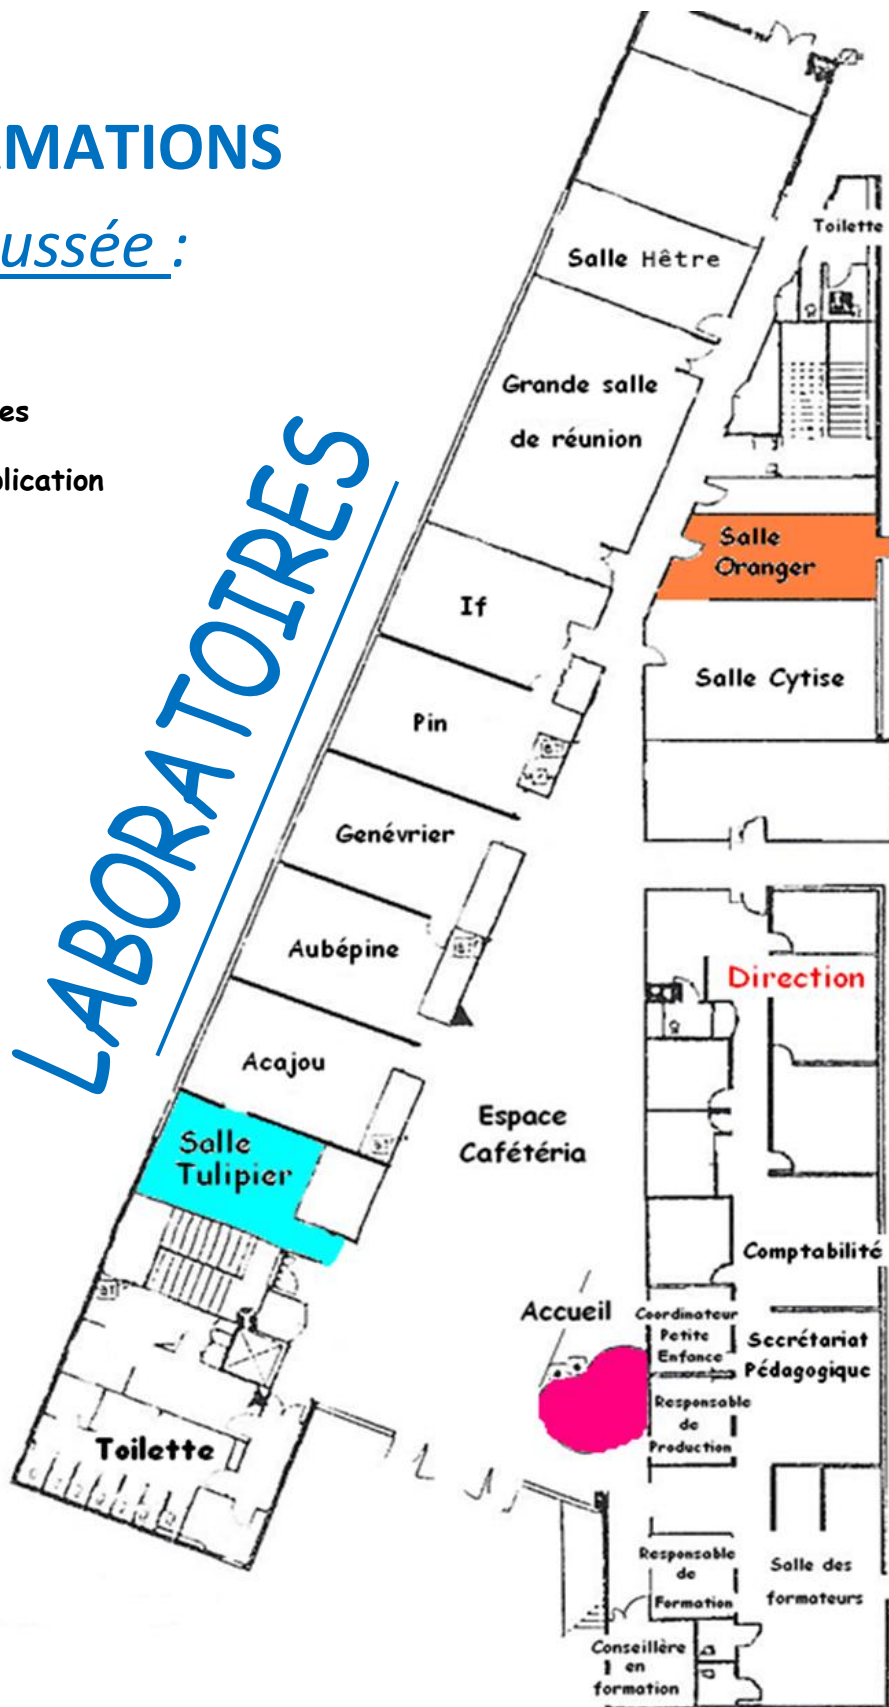 RMATIONS
ussée :
es
plication
LABORATOIRES
Toilette
Salle Hêtre
Grande salle
de réunion
Salle
Oranger
If
Salle Cytise
Pin
Genévrier
Aubépine
Direction
Acajou
Espace
Cafétéria
Salle
Tulipier
Comptabilité
Accueil
Coordinateur
Petite
Enfance
Secrétariat
Pédagogique
Responsable
de
Production
Toilette
Responsable
de
Formation
Salle des
formateurs
Conseillère
en
formation